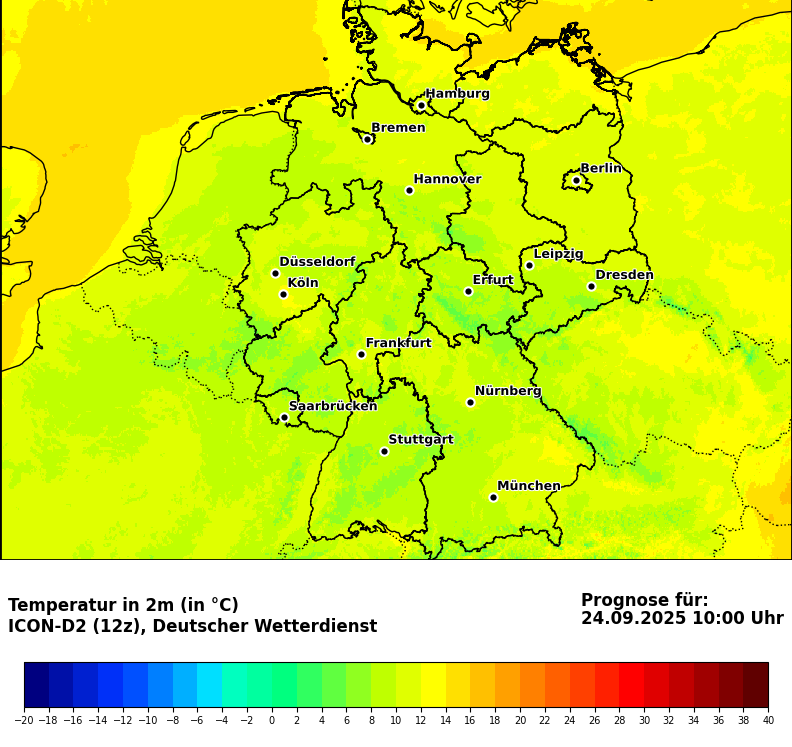 Hamburg
Bremen
Berlin
Hannover
Leipzig
Düsseldorf
Köln
Erfurt
Dresden
Frankfurt
Nürnberg
Saarbrücken
Stuttgart
München
Temperatur in 2m (in °C)
ICON-D2 (12z), Deutscher Wetterdienst
Prognose für:
24.09.2025 10:00 Uhr
−20 −18 −16 −14 −12 −10 −8 −6 −4 −2 0 2 4 6 8 10 12 14 16 18 20 22 24 26 28 30 32 34 36 38 40